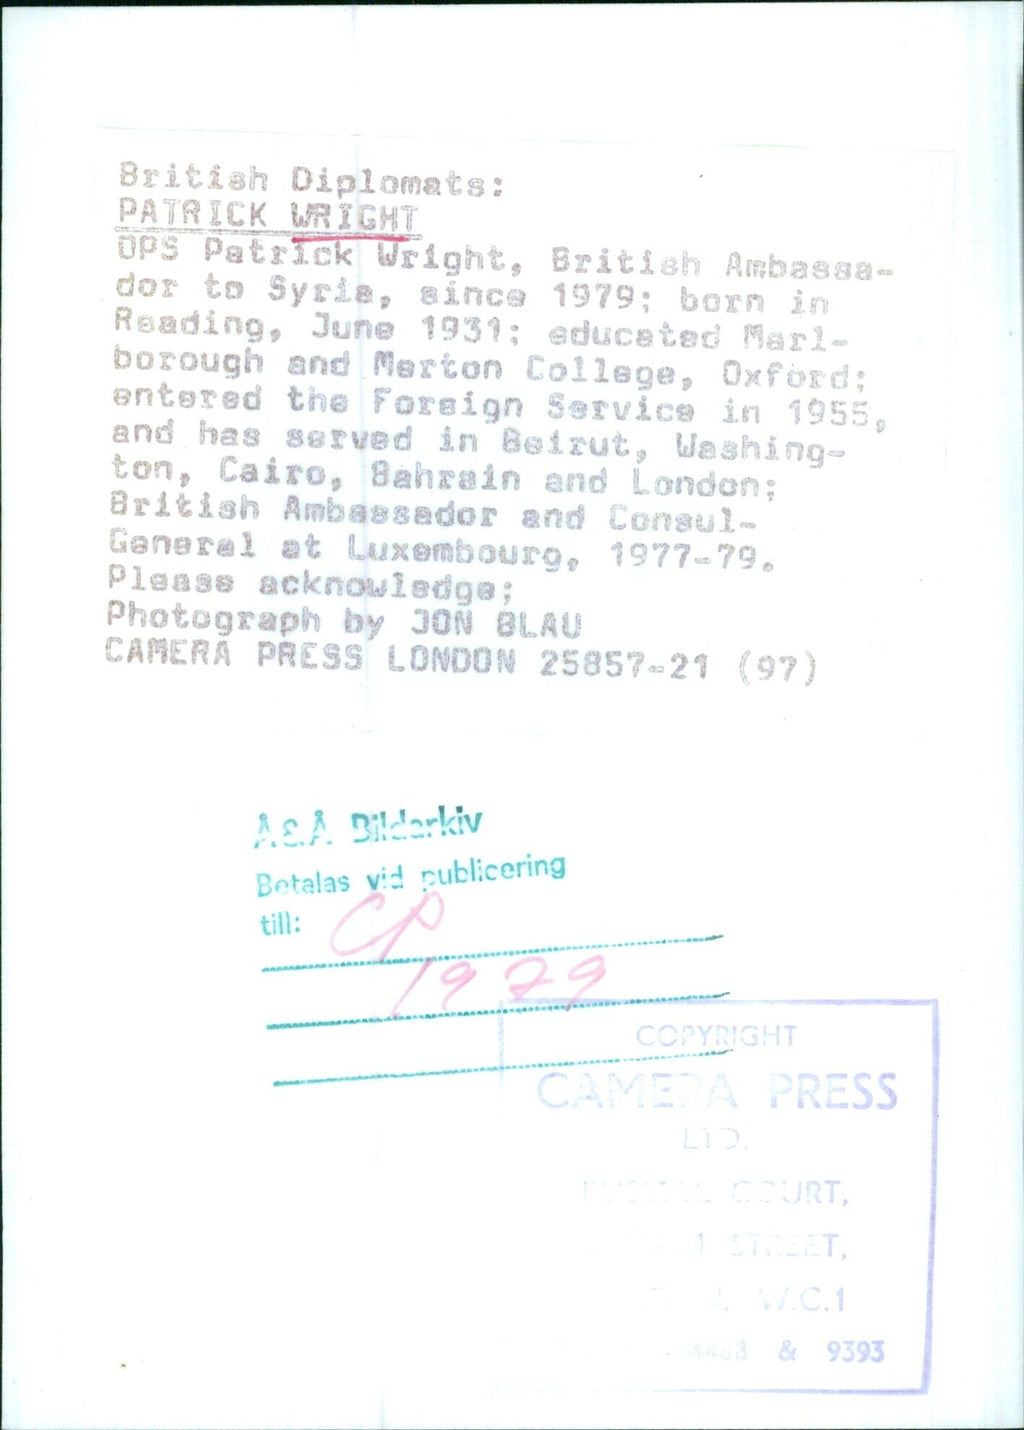 British Diplomats:
PATRICK WRIGHT
OPS Patrick Wright, British Ambassa-
dor to Syria, since 1979; born in
Reading, June 1931; educated Marl-
borough and Merton College, Oxford;
entered the Foreign Service in 1955,
and has served in Beirut, Washing-
ton, Cairo, Bahrain and London;
British Ambassador and Consul-
General at Luxembourg, 1977-79.
Please acknowledge;
Photograph by JON BLAU
CAMERA PRESS LONDON 25857-21 (97)
Å & Å Bildarkiv
Betalas vid publicering
till:
CP
1979
COPYRIGHT
CAMERA PRESS
LTD.
COURT,
STREET,
W.C.1
4468 & 9393